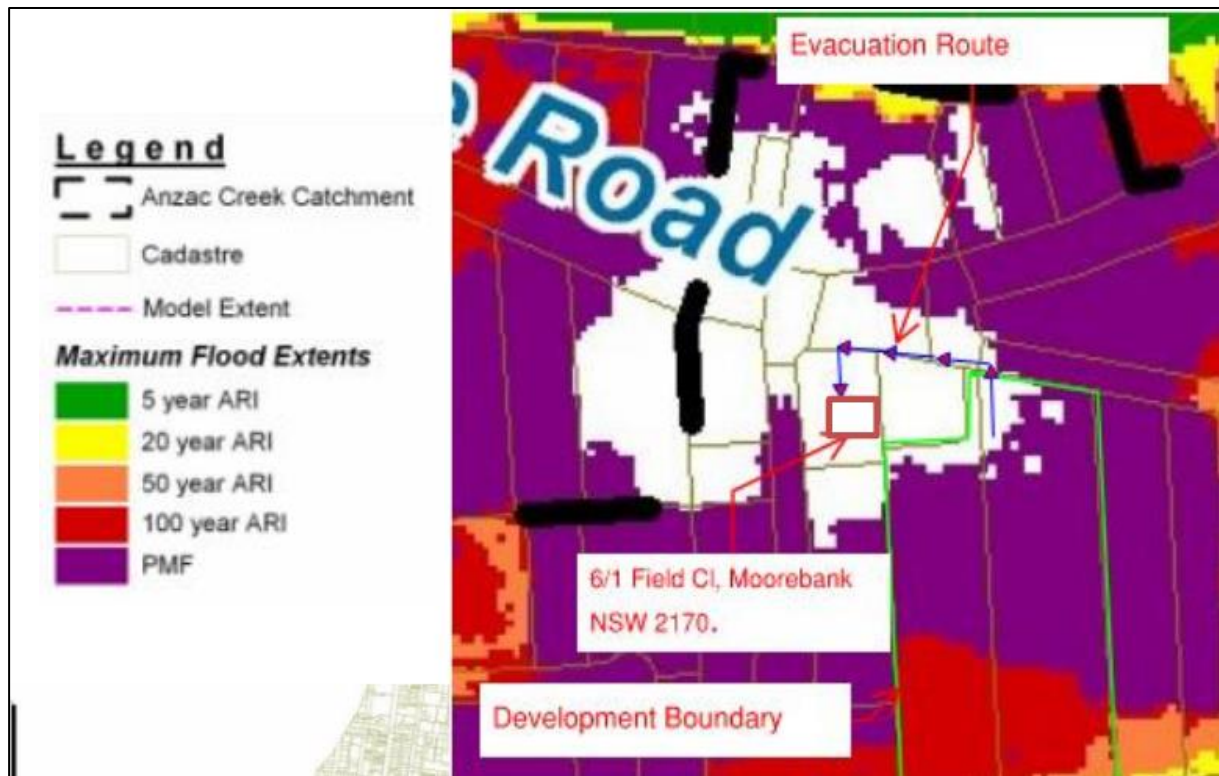 Legend
Anzac Creek Catchment
Cadastre
Model Extent
Maximum Flood Extents
5 year ARI
20 year ARI
50 year ARI
100 year ARI
PMF
Evacuation Route
e Road
6/1 Field Cl, Moorebank
NSW 2170.
Development Boundary